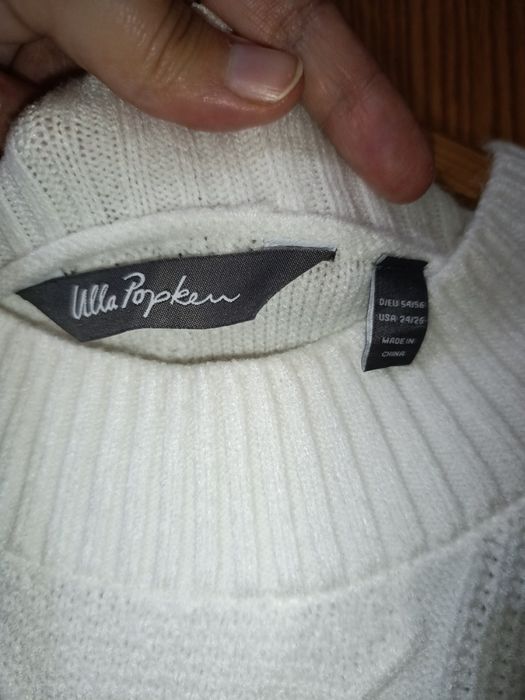 Ulla Popken
D/EU 54/56
USA 24/26
MADE IN
CHINA